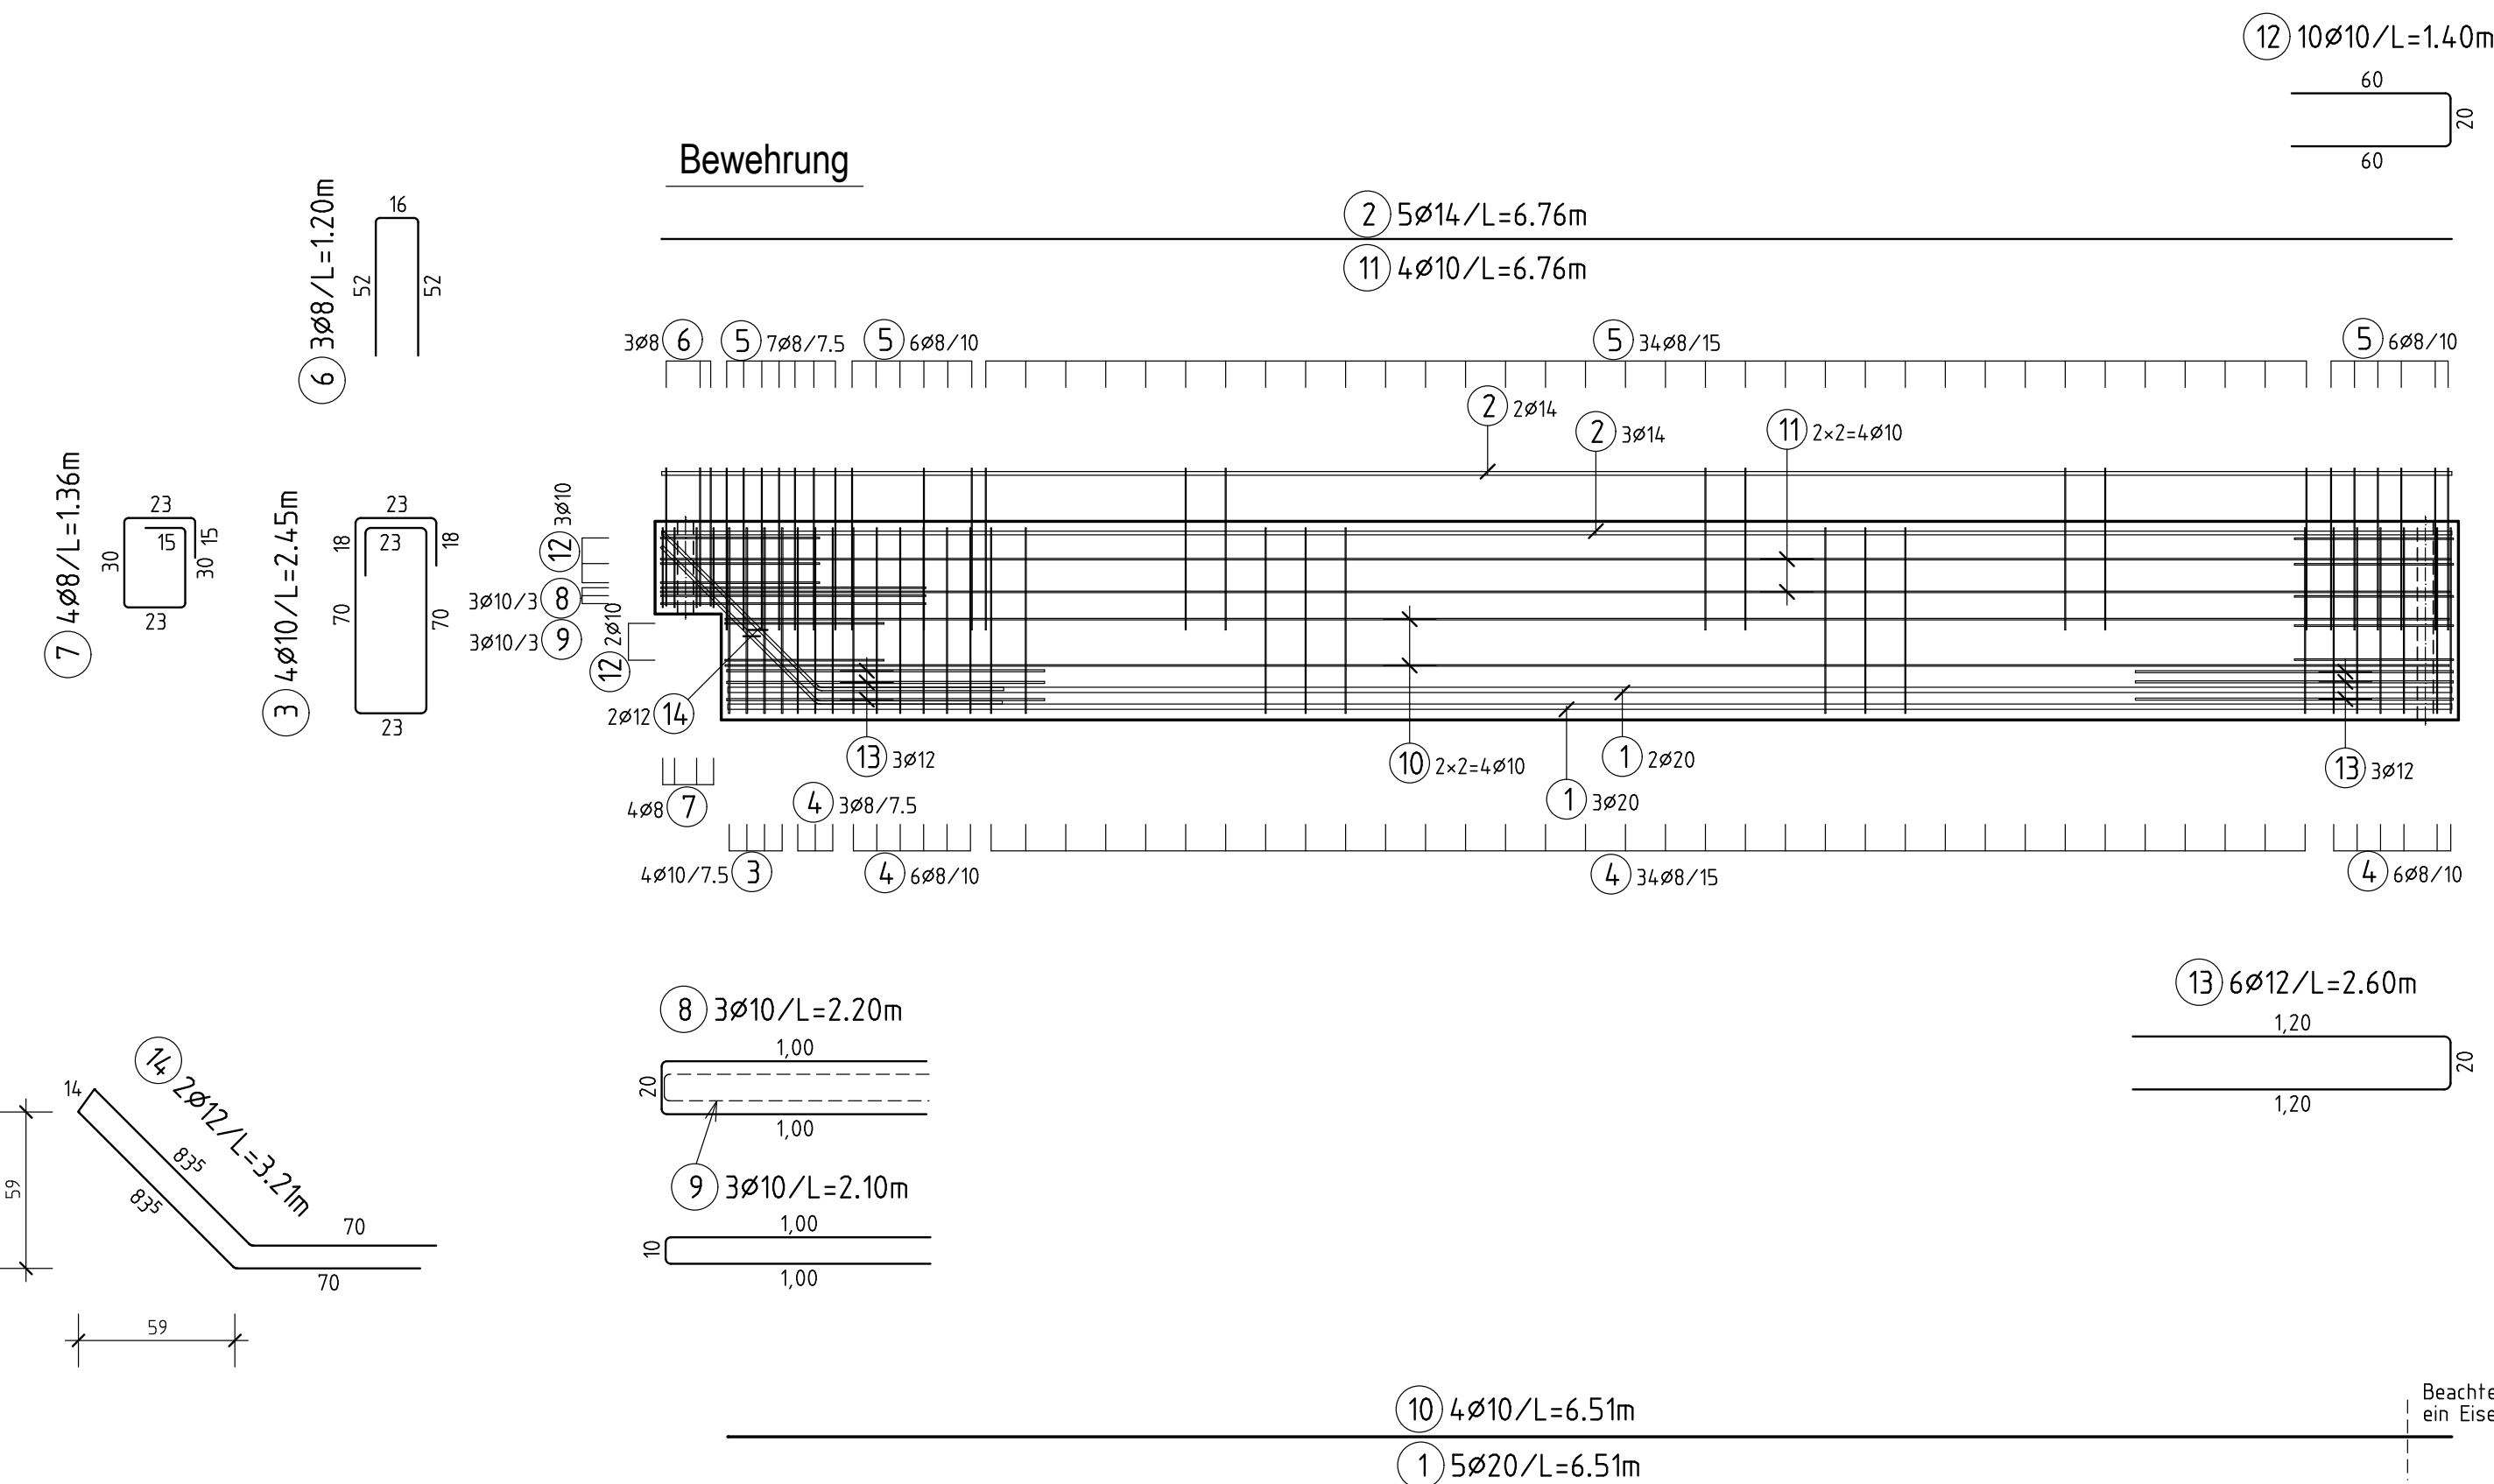 12 10ø10/L=1.40m
60
20
60
Bewehrung
2 5ø14/L=6.76m
11 4ø10/L=6.76m
6 3ø8/L=1.20m
16
52
52
3ø8 6
5 7ø8/7.5
5 6ø8/10
5 34ø8/15
5 6ø8/10
2 2ø14
2 3ø14
11 2×2=4ø10
7 4ø8/L=1.36m
23
15
15
30
30
23
3 4ø10/L=2.45m
23
18
23
18
70
70
23
12 3ø10
3ø10/3 8
3ø10/3 9
12 2ø10
2ø12 14
13 3ø12
10 2×2=4ø10
1 2ø20
1 3ø20
13 3ø12
4ø8 7
4 3ø8/7.5
4ø10/7.5 3
4 6ø8/10
4 34ø8/15
4 6ø8/10
14 2ø12/L=3.21m
14
83⁵
83⁵
59
70
70
59
8 3ø10/L=2.20m
1,00
20
1,00
9 3ø10/L=2.10m
1,00
10
1,00
13 6ø12/L=2.60m
1,20
20
1,20
10 4ø10/L=6.51m
1 5ø20/L=6.51m
Beachte
ein Eise